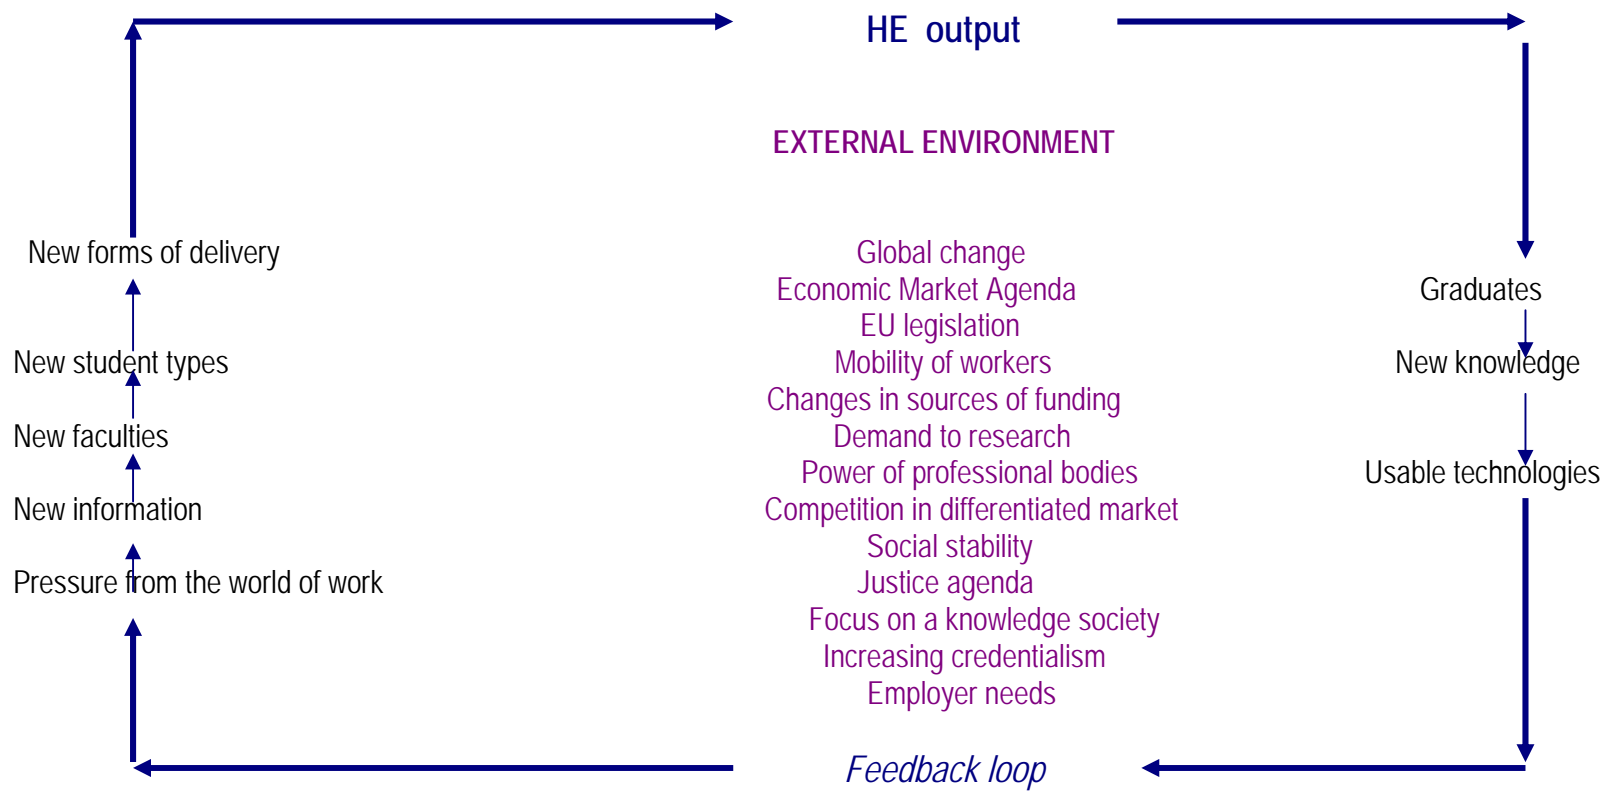 HE output
EXTERNAL ENVIRONMENT
New forms of delivery
New student types
New faculties
New information
Pressure from the world of work
Global change
Economic Market Agenda
EU legislation
Mobility of workers
Changes in sources of funding
Demand to research
Power of professional bodies
Competition in differentiated market
Social stability
Justice agenda
Focus on a knowledge society
Increasing credentialism
Employer needs
Graduates
New knowledge
Usable technologies
Feedback loop